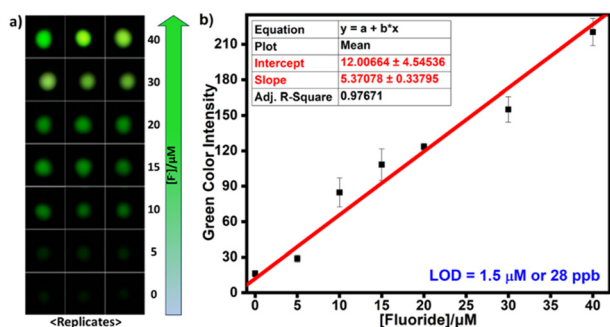 a)
40
30
20
15
10
5
0
[F-]/μM
<Replicates>
b)
Equation y = a + b*x
Plot Mean
Intercept 12.00664 ± 4.54536
Slope 5.37078 ± 0.33795
Adj. R-Square 0.97671
Green Color Intensity
210
180
150
120
90
60
30
0
LOD = 1.5 μM or 28 ppb
0 5 10 15 20 25 30 35 40
[Fluoride]/μM